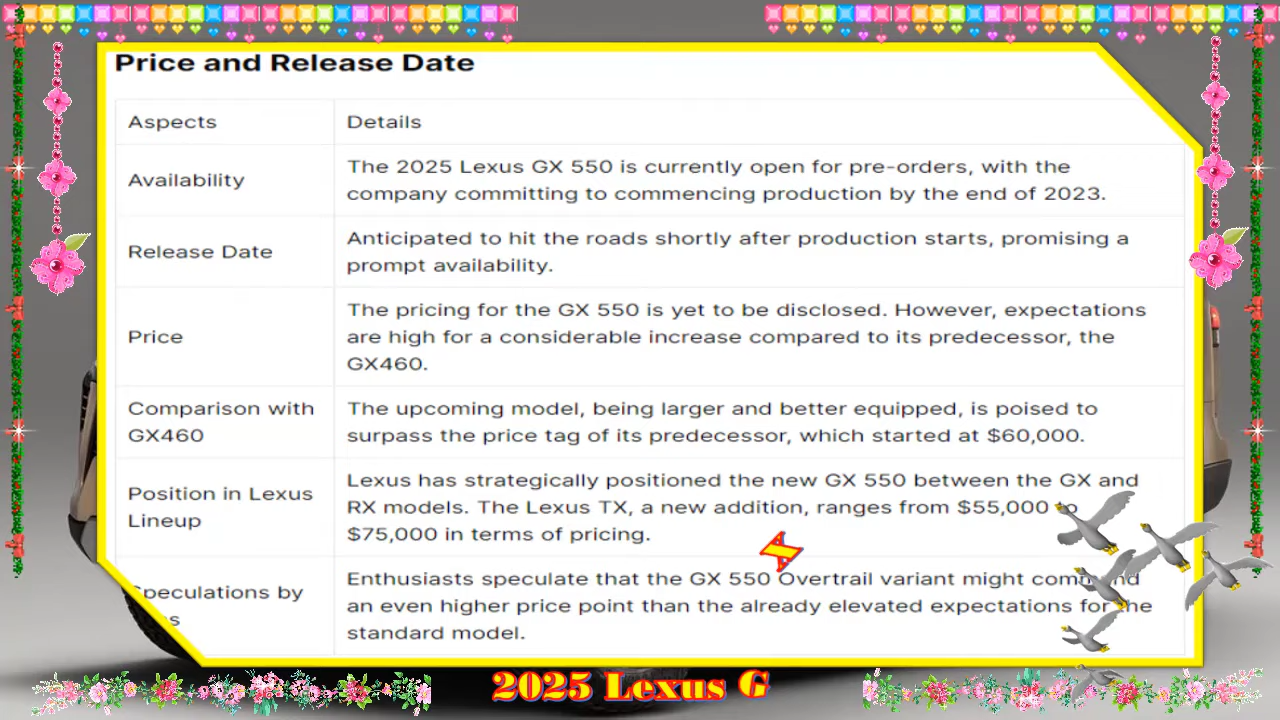 Price and Release Date
Aspects Details
Availability
The 2025 Lexus GX 550 is currently open for pre-orders, with the
company committing to commencing production by the end of 2023.
Release Date
Anticipated to hit the roads shortly after production starts, promising a
prompt availability.
Price
The pricing for the GX 550 is yet to be disclosed. However, expectations
are high for a considerable increase compared to its predecessor, the
GX460.
Comparison with
GX460
The upcoming model, being larger and better equipped, is poised to
surpass the price tag of its predecessor, which started at $60,000.
Position in Lexus
Lineup
Lexus has strategically positioned the new GX 550 between the GX and
RX models. The Lexus TX, a new addition, ranges from $55,000
$75,000 in terms of pricing.
by
Enthusiasts speculate that the GX 550 Overtrail variant might
an even higher price point than the already elevated expectations for
standard model.
2025 Lexus G